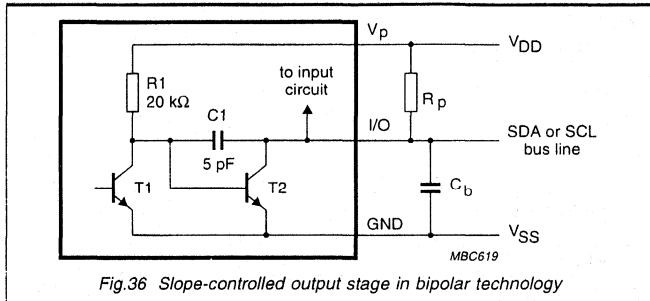 Vp
VDD
R1
20 kΩ
to input
circuit
Rp
C1
I/O
SDA or SCL
bus line
5 pF
T1
T2
Cb
GND
VSS
MBC619
Fig.36 Slope-controlled output stage in bipolar technology